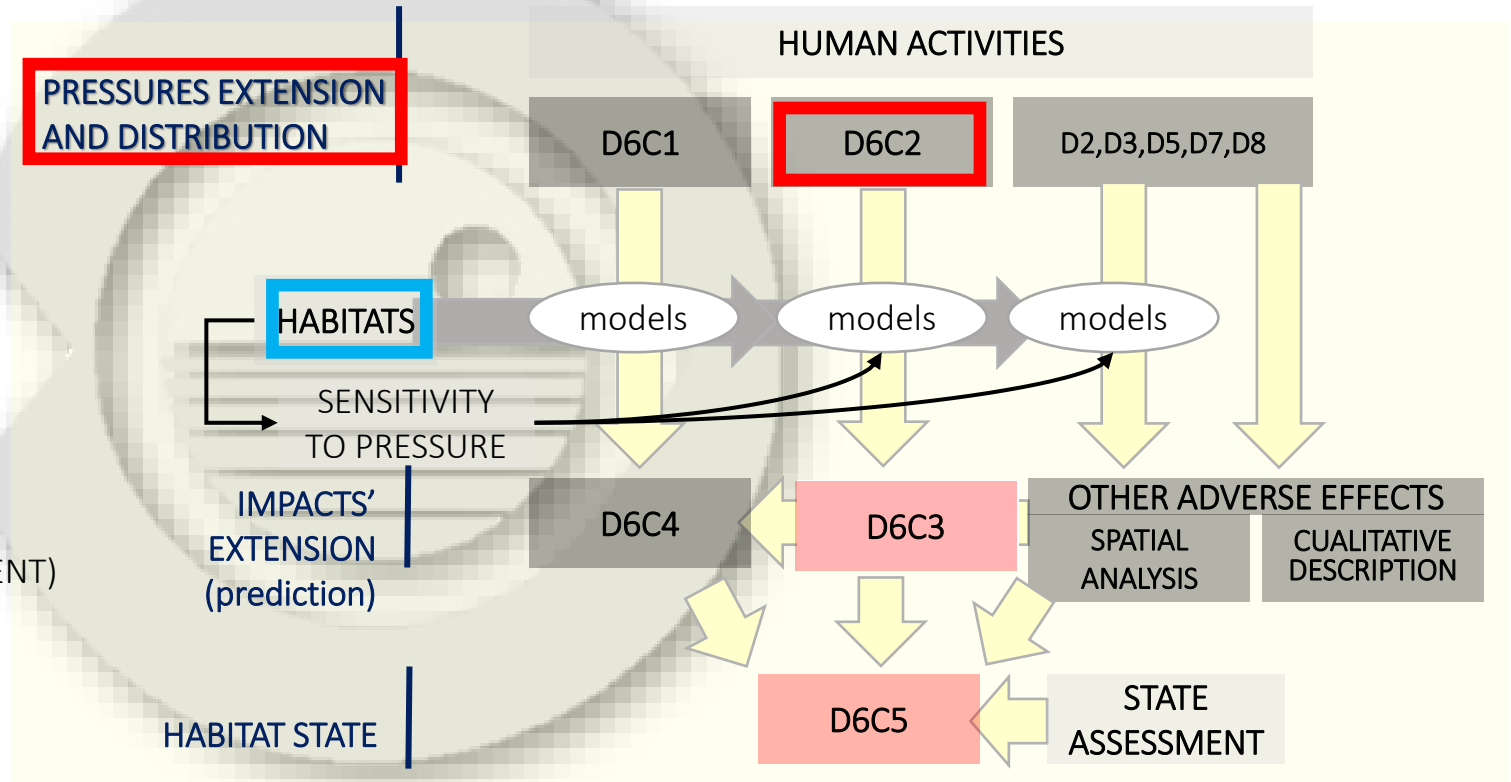 HUMAN ACTIVITIES
PRESSURES EXTENSION
AND DISTRIBUTION
D6C1
D6C2
D2,D3,D5,D7,D8
HABITATS
models
models
models
SENSITIVITY
TO PRESSURE
IMPACTS'
EXTENSION
(prediction)
D6C4
D6C3
OTHER ADVERSE EFFECTS
SPATIAL
ANALYSIS
CUALITATIVE
DESCRIPTION
ENT)
HABITAT STATE
D6C5
STATE
ASSESSMENT